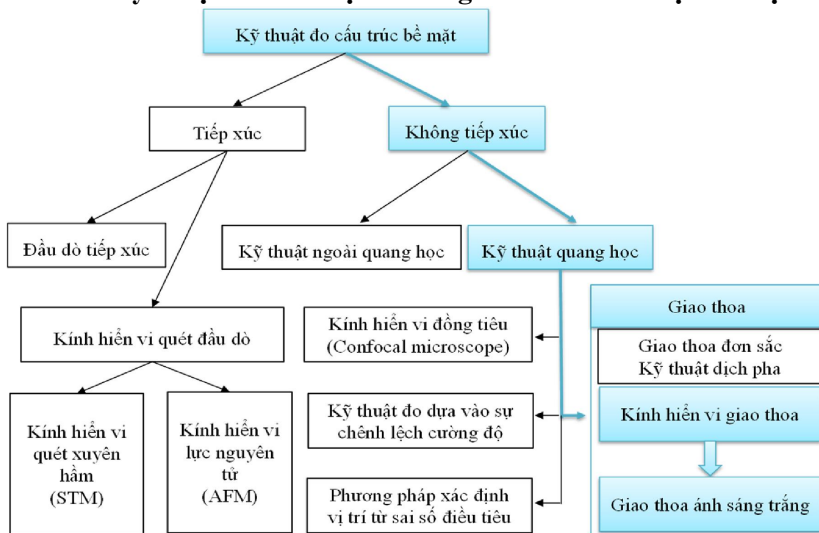 Kỹ thuật đo cấu trúc bề mặt
Tiếp xúc
Không tiếp xúc
Đầu dò tiếp xúc
Kỹ thuật ngoài quang học
Kỹ thuật quang học
Kính hiển vi quét đầu dò
Kính hiển vi đồng tiêu
(Confocal microscope)
Giao thoa
Giao thoa đơn sắc
Kỹ thuật dịch pha
Kính hiển vi
quét xuyên
hầm
(STM)
Kính hiển vi
lực nguyên
tử
(AFM)
Kỹ thuật đo dựa vào sự
chênh lệch cường độ
Kính hiển vi giao thoa
Phương pháp xác định
vị trí từ sai số điều tiêu
Giao thoa ánh sáng trắng